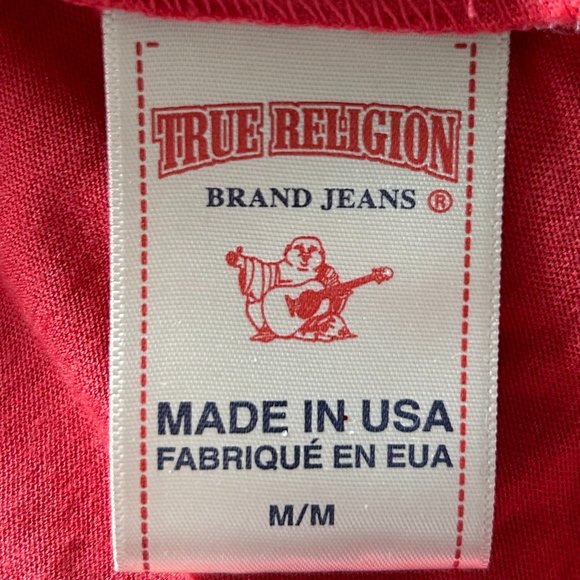 TRUE RELIGION
BRAND JEANS ®
MADE IN USA
FABRIQUÉ EN EUA
M/M